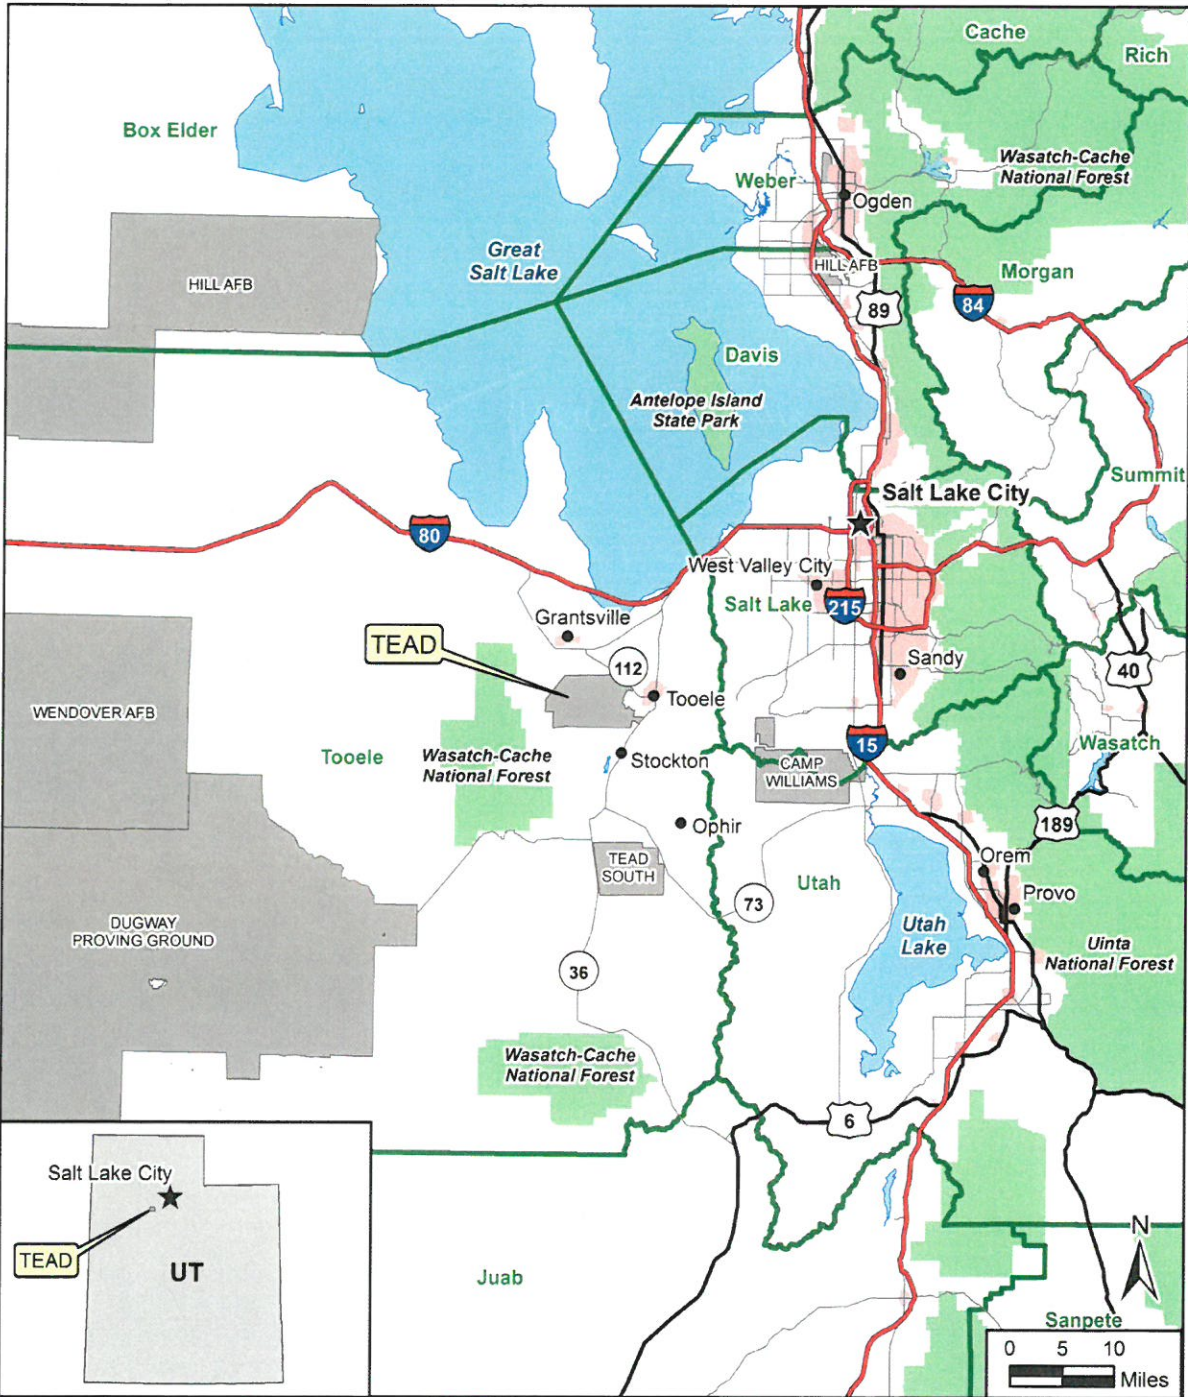 Cache
Rich
Box Elder
Wasatch-Cache
National Forest
Weber
Ogden
Great
Salt Lake
HILL AFB
HILL AFB
Morgan
84
89
Davis
Antelope Island
State Park
Summit
Salt Lake City
80
West Valley City
Salt Lake
215
Grantsville
TEAD
112
Sandy
40
Tooele
WENDOVER AFB
Tooele
Wasatch-Cache
National Forest
Stockton
15
CAMP
WILLIAMS
Wasatch
Ophir
189
TEAD
SOUTH
Orem
Utah
73
Provo
DUGWAY
PROVING GROUND
Utah
Lake
Uinta
National Forest
36
Wasatch-Cache
National Forest
6
Salt Lake City
TEAD
UT
Juab
N
Sanpete
0 5 10
Miles